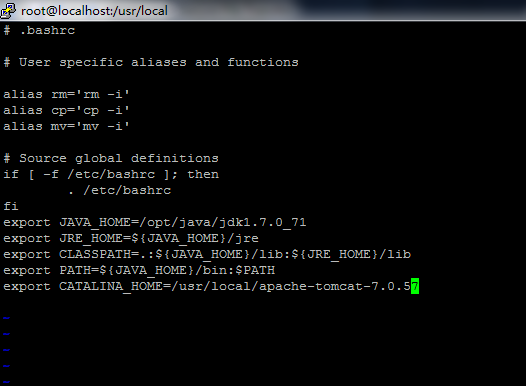 root@localhost:/usr/local
# .bashrc
# User specific aliases and functions
alias rm='rm -i'
alias cp='cp -i'
alias mv='mv -i'
# Source global definitions
if [ -f /etc/bashrc ]; then
        . /etc/bashrc
fi
export JAVA_HOME=/opt/java/jdk1.7.0_71
export JRE_HOME=${JAVA_HOME}/jre
export CLASSPATH=.:${JAVA_HOME}/lib:${JRE_HOME}/lib
export PATH=${JAVA_HOME}/bin:$PATH
export CATALINA_HOME=/usr/local/apache-tomcat-7.0.57
~
~
~
~
~